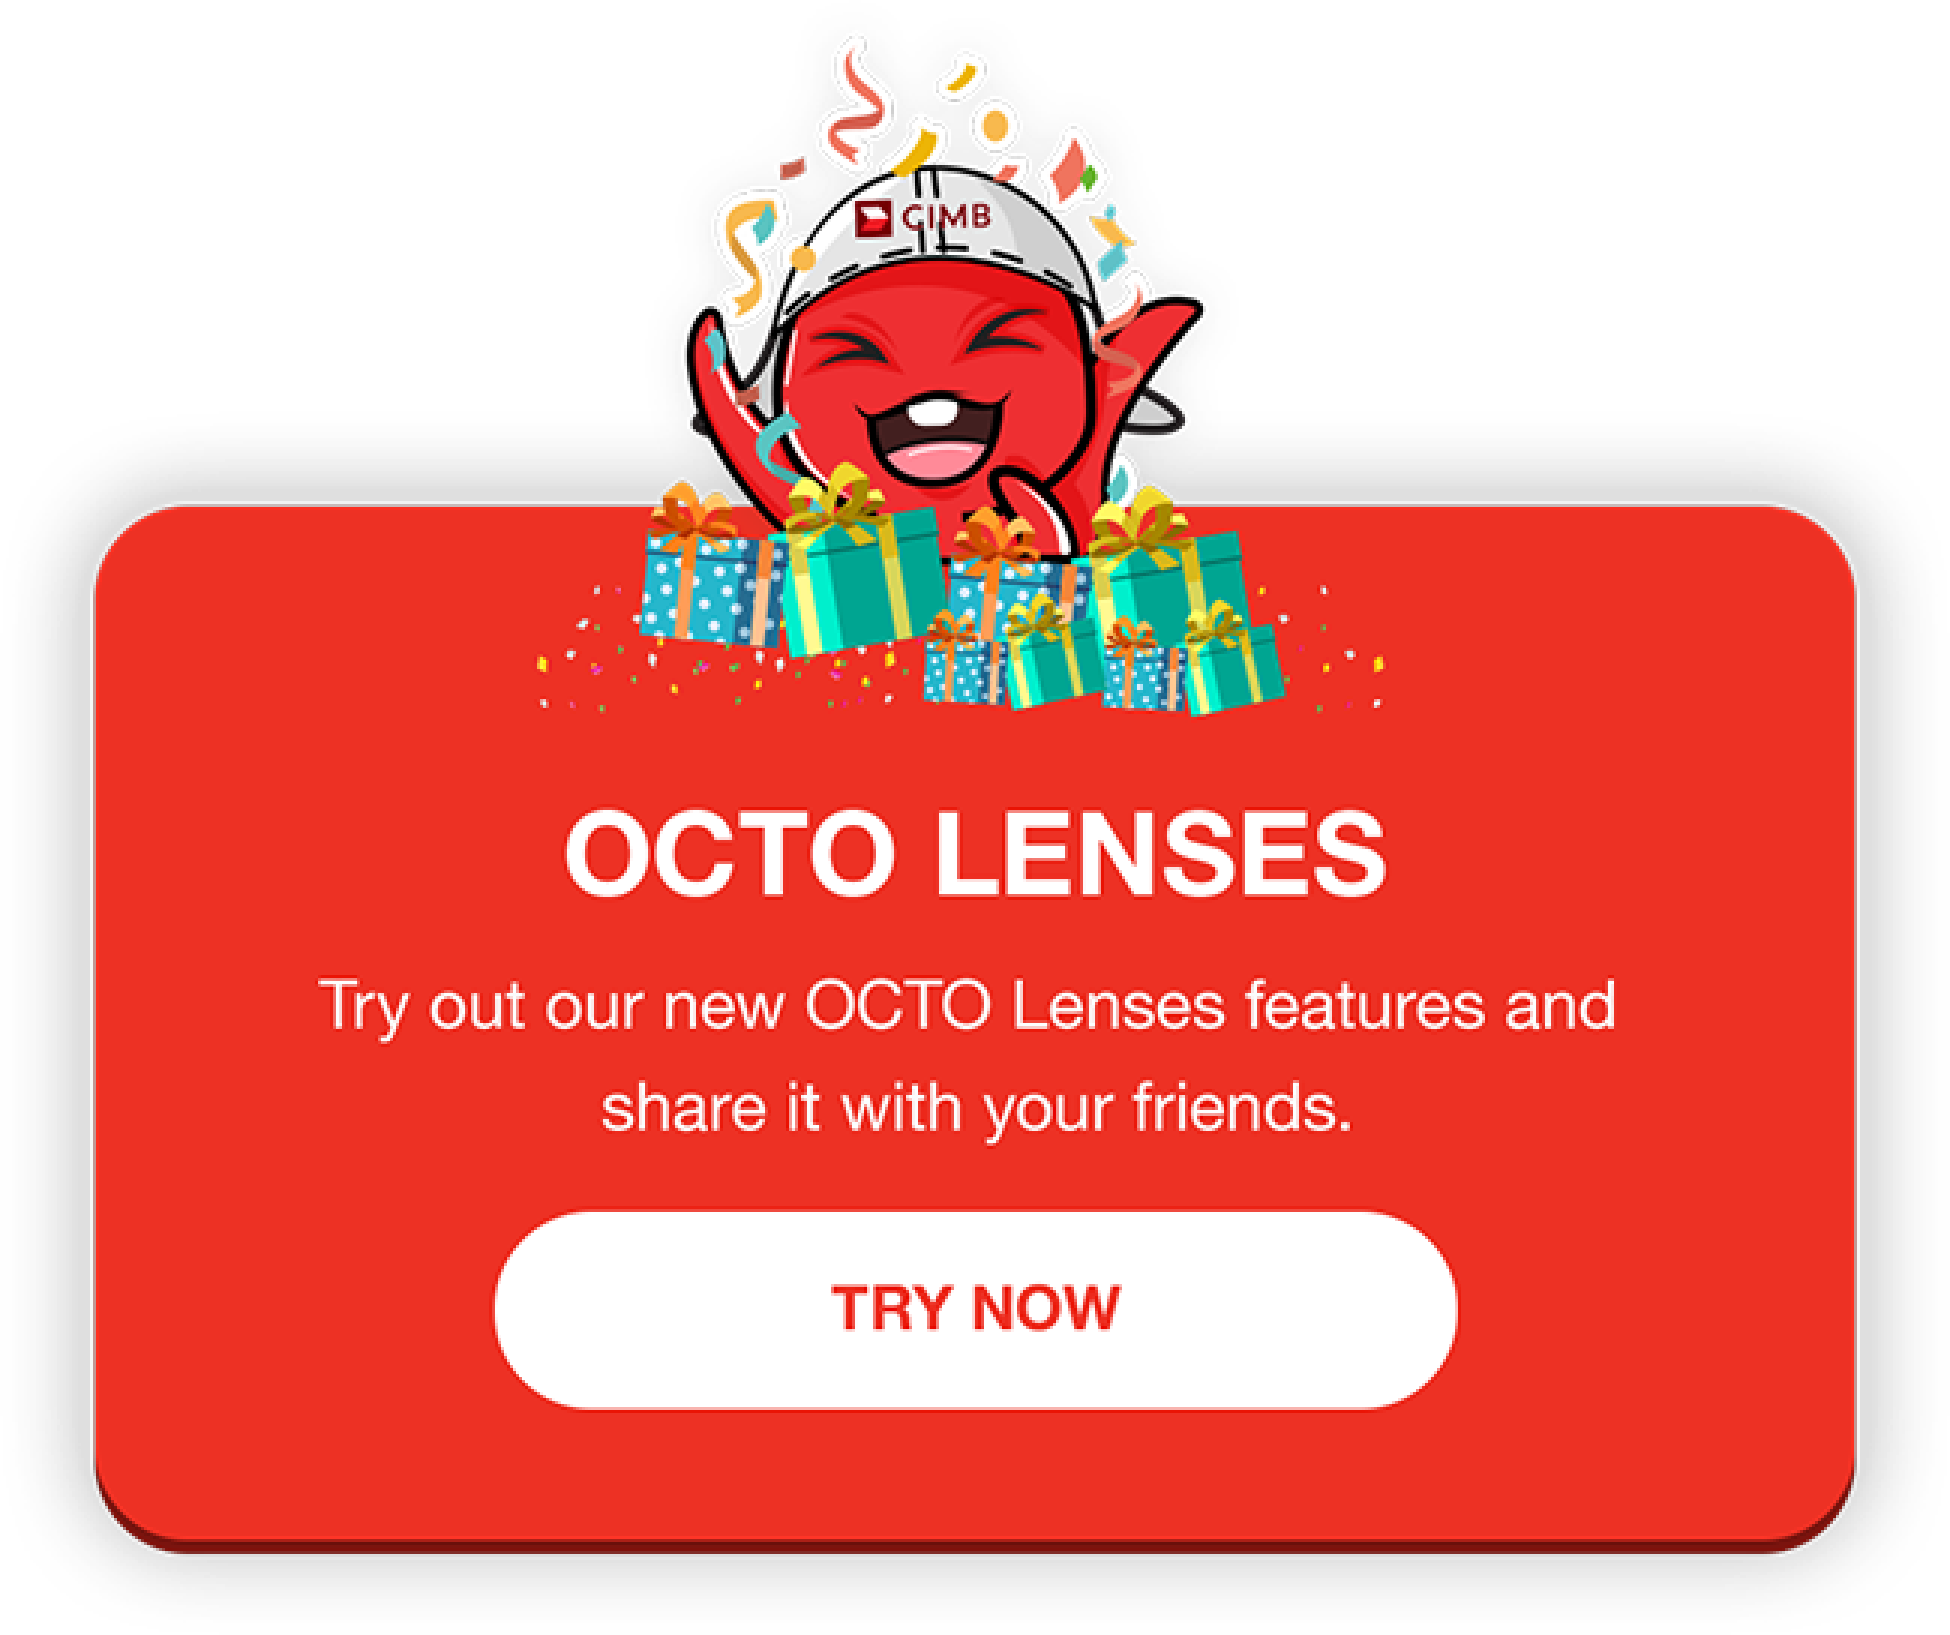 CIMB
OCTO LENSES
Try out our new OCTO Lenses features and
share it with your friends.
TRY NOW